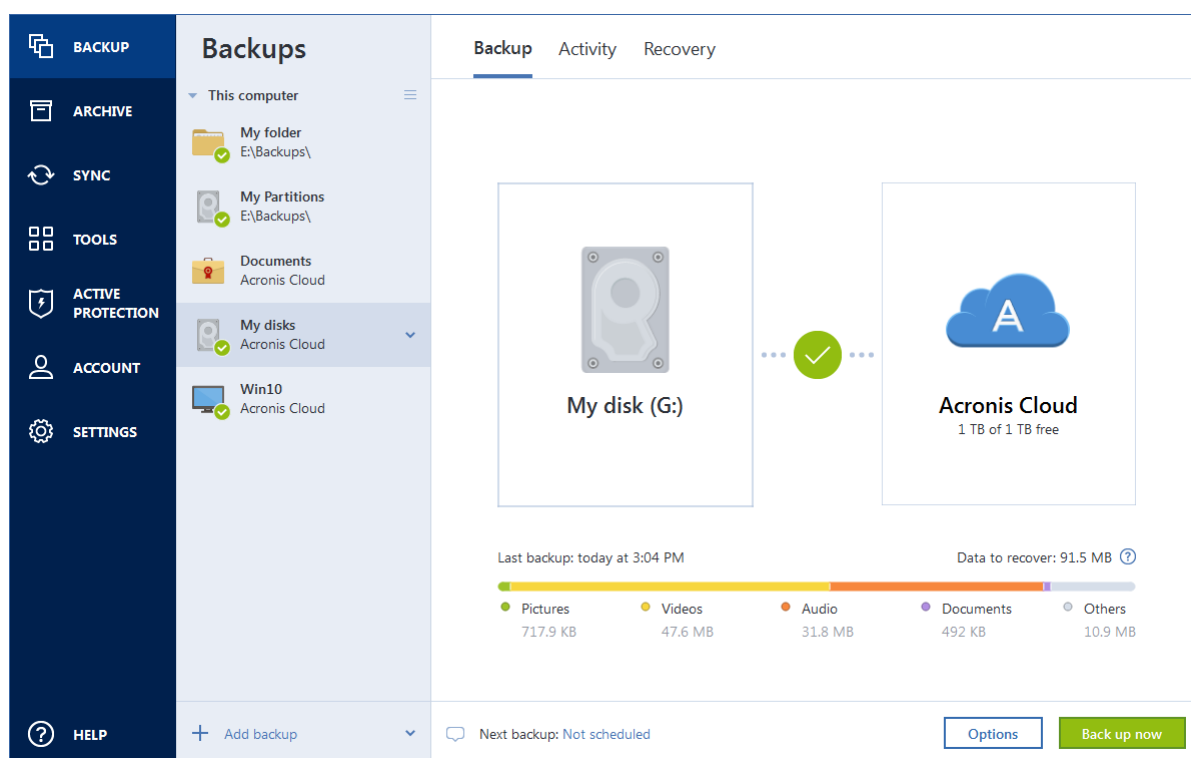 BACKUP
ARCHIVE
SYNC
TOOLS
ACTIVE
PROTECTION
ACCOUNT
SETTINGS
? HELP
Backups
This computer
My folder
E:\Backups\
My Partitions
E:\Backups\
Documents
Acronis Cloud
My disks
Acronis Cloud
Win10
Acronis Cloud
+ Add backup
Backup Activity Recovery
My disk (G:)
A
Acronis Cloud
1 TB of 1 TB free
Last backup: today at 3:04 PM Data to recover: 91.5 MB ?
Pictures Videos Audio Documents Others
717.9 KB 47.6 MB 31.8 MB 492 KB 10.9 MB
Next backup: Not scheduled Options Back up now